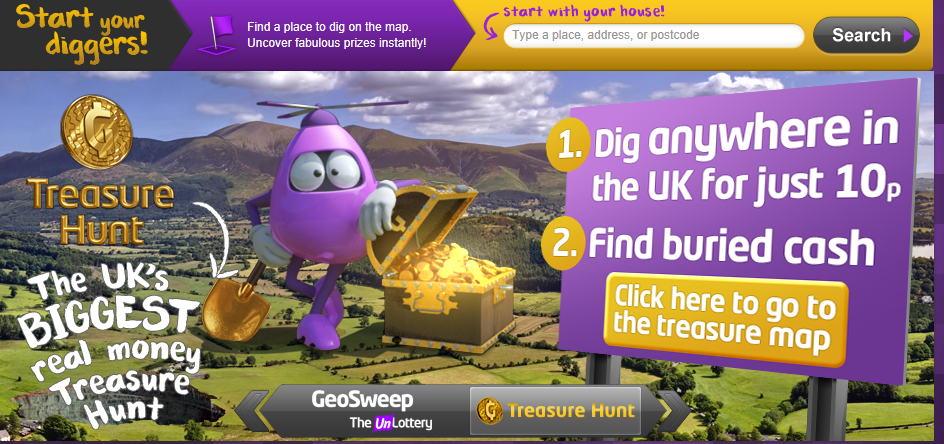 Start your
diggers!
Find a place to dig on the map.
Uncover fabulous prizes instantly!
start with your house!
Type a place, address, or postcode
Search
Treasure
Hunt
The UK's
BIGGEST
real money
Treasure
Hunt
1. Dig anywhere in
the UK for just 10p
2. Find buried cash
Click here to go to
the treasure map
GeoSweep
The UnLottery
Treasure Hunt